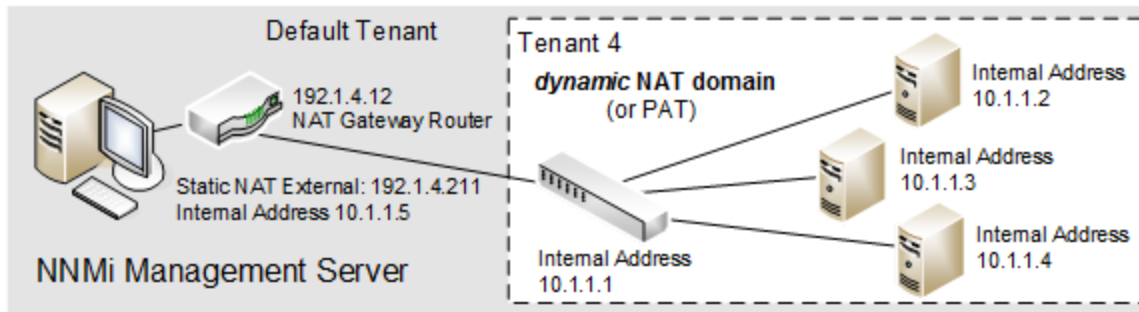 Default Tenant
192.1.4.12
NAT Gateway Router
Static NAT External: 192.1.4.211
Internal Address 10.1.1.5
NNMi Management Server
Tenant 4
dynamic NAT domain
(or PAT)
Internal Address
10.1.1.1
Internal Address
10.1.1.2
Internal Address
10.1.1.3
Internal Address
10.1.1.4